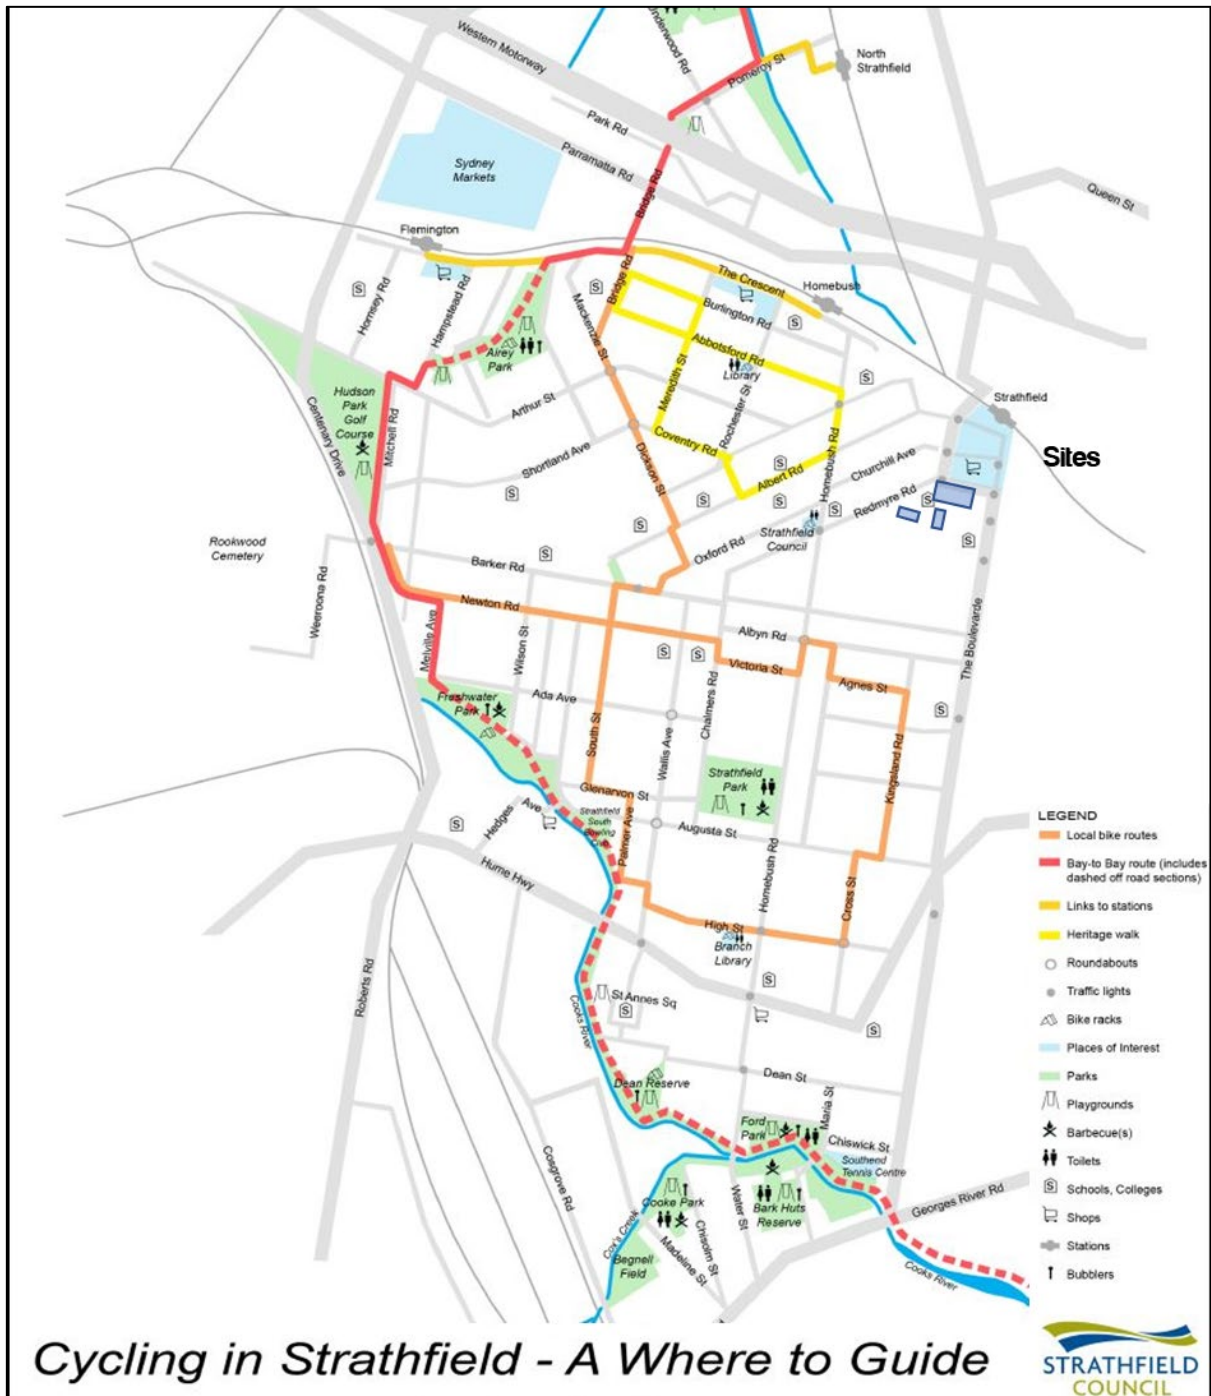 Underwood Rd
Western Motorway
Pomeroy St
North
Strathfield
Park Rd
Parramatta Rd
Sydney
Markets
Bridge Rd
Queen St
Flemington
The Crescent
Homebush
Hornsey Rd
Hampstead Rd
Bridge Rd
Mackenzie St
Burlington Rd
Abbotsford Rd
Airey
Park
Library
Meredith St
Rochester St
Hudson
Park
Golf
Course
Centenary Drive
Mitchell Rd
Arthur St
Strathfield
Coventry Rd
Homebush Rd
Sites
Shortland Ave
Dickson St
Albert Rd
Churchill Ave
Redmyre Rd
Strathfield
Council
Oxford Rd
Rookwood
Cemetery
Barker Rd
Weeroona Rd
Newton Rd
Melville Ave
Wilson St
Albyn Rd
Victoria St
Agnes St
The Boulevarde
Freshwater
Park
Ada Ave
South St
Wallis Ave
Chalmers Rd
Kingsland Rd
Strathfield
Park
Glenarvon St
Strathfield
South
Bowling
Club
Hedges Ave
Palmer Ave
Augusta St
Hume Hwy
Homebush Rd
Cross St
High St
Branch
Library
Roberts Rd
Cooks River
St Annes Sq
Dean Reserve
Dean St
Maria St
Ford
Park
Chiswick St
Southend
Tennis Centre
Cosgrove Rd
Cooke Park
Water St
Bark Huts
Reserve
Georges River Rd
Cox's Creek
Chisolm St
Madeline St
Begnell
Field
Cooks River
LEGEND
Local bike routes
Bay-to Bay route (includes
dashed off road sections)
Links to stations
Heritage walk
Roundabouts
Traffic lights
Bike racks
Places of Interest
Parks
Playgrounds
Barbecue(s)
Toilets
Schools, Colleges
Shops
Stations
Bubblers
Cycling in Strathfield - A Where to Guide
STRATHFIELD
COUNCIL